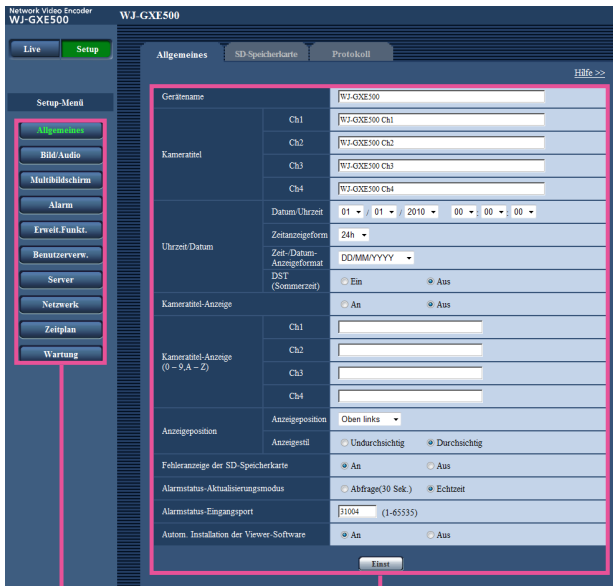 Network Video Encoder
WJ-GXE500
WJ-GXE500
Live Setup
Setup-Menü
Allgemeines
Bild/Audio
Multibildschirm
Alarm
Erweit.Funkt.
Benutzerverw.
Server
Netzwerk
Zeitplan
Wartung
Allgemeines SD-Speicherkarte Protokoll
Hilfe >>
Gerätename WJ-GXE500
Kameratitel
Ch1 WJ-GXE500 Ch1
Ch2 WJ-GXE500 Ch2
Ch3 WJ-GXE500 Ch3
Ch4 WJ-GXE500 Ch4
Uhrzeit/Datum
Datum/Uhrzeit 01 / 01 / 2010 00 : 00 : 00
Zeitanzeigeform 24h
Zeit-/Datum-
Anzeigeformat DD/MM/YYYY
DST
(Sommerzeit) Ein Aus
Kameratitel-Anzeige An Aus
Kameratitel-Anzeige
(0 – 9,A – Z)
Ch1
Ch2
Ch3
Ch4
Anzeigeposition
Anzeigeposition Oben links
Anzeigestil Undurchsichtig Durchsichtig
Fehleranzeige der SD-Speicherkarte An Aus
Alarmstatus-Aktualisierungsmodus Abfrage(30 Sek.) Echtzeit
Alarmstatus-Eingangsport 31004 (1-65535)
Autom. Installation der Viewer-Software An Aus
Einst